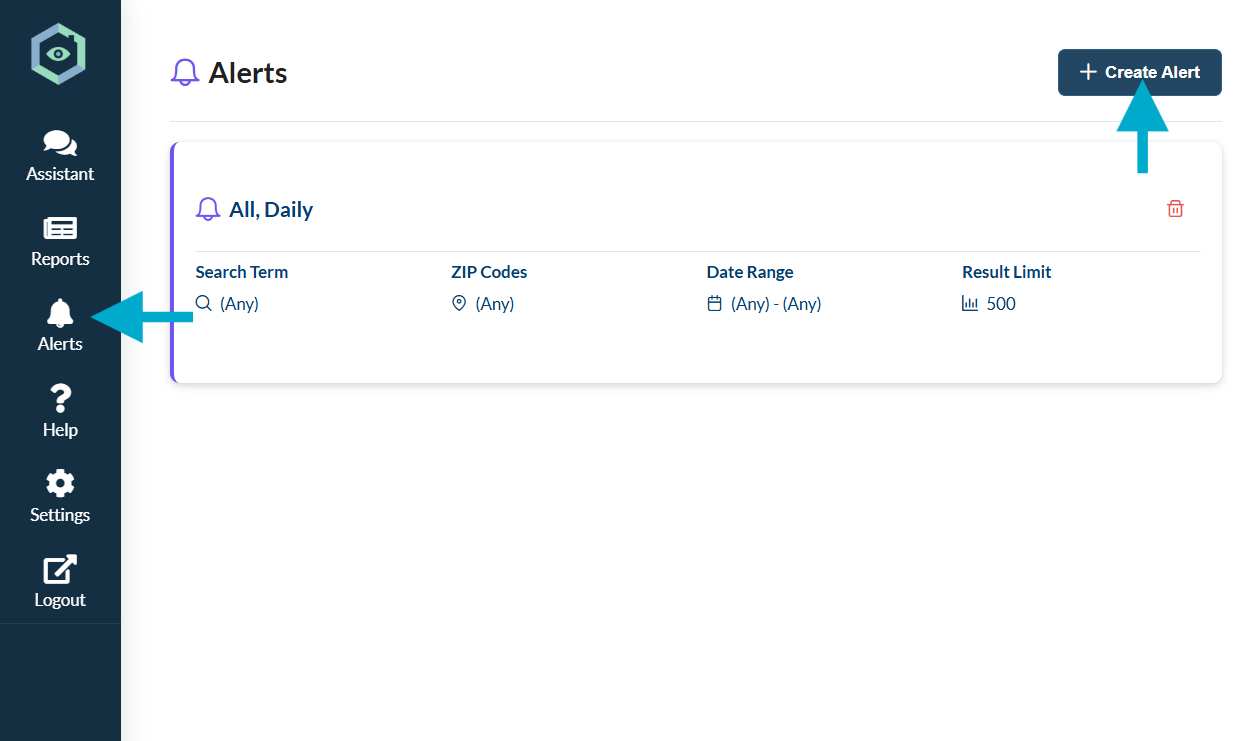 Assistant
Reports
Alerts
Help
Settings
Logout
Alerts
Create Alert
All, Daily
Search Term
(Any)
ZIP Codes
(Any)
Date Range
(Any) - (Any)
Result Limit
500